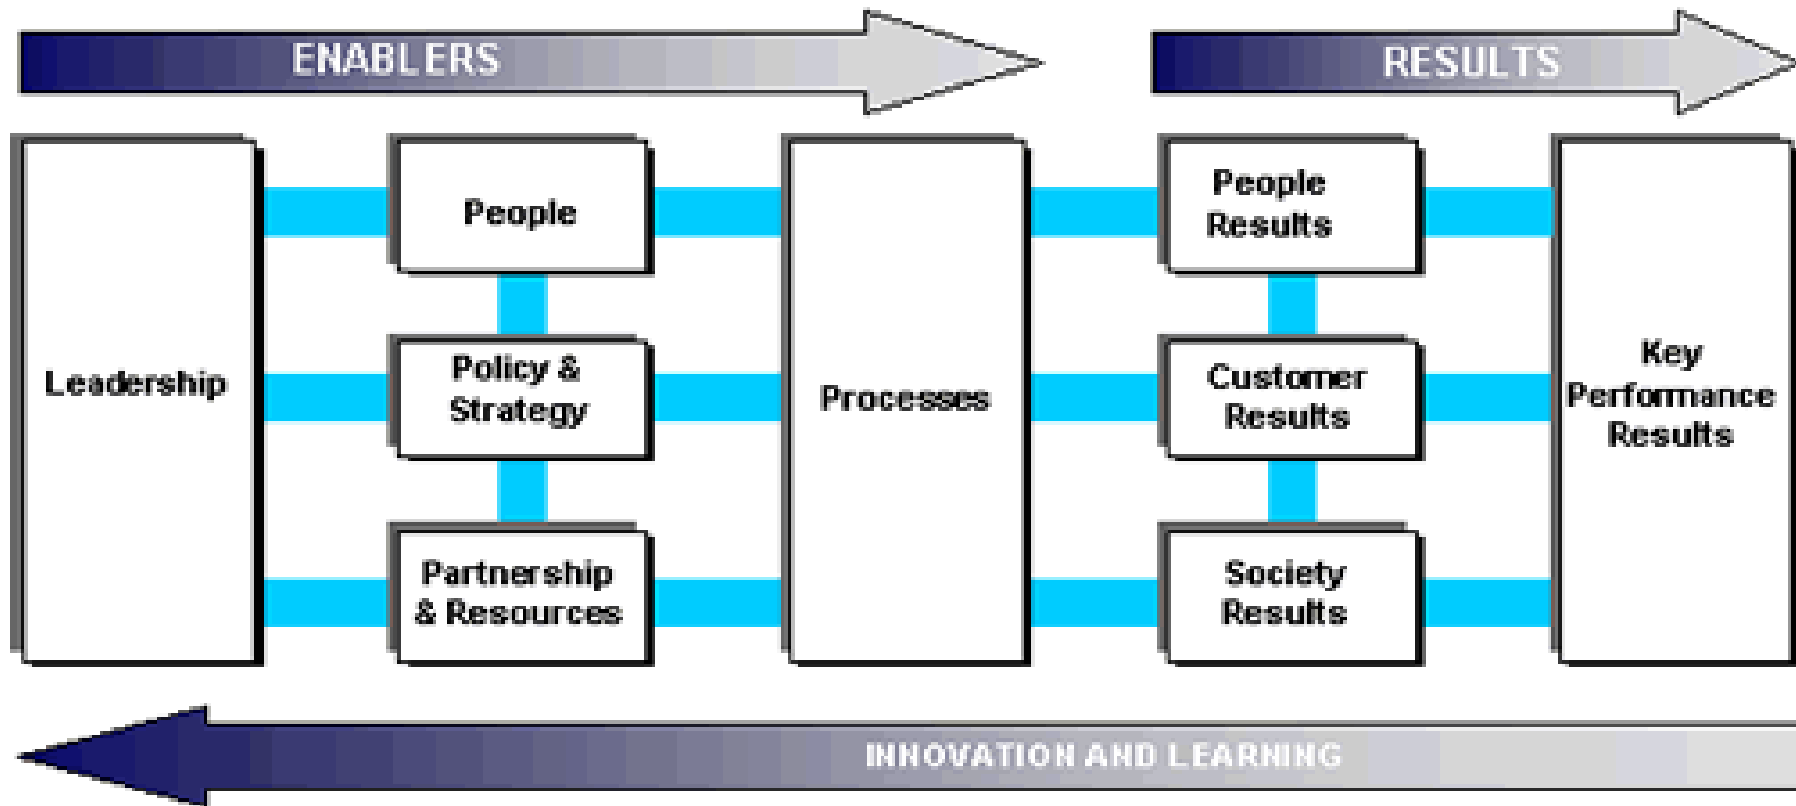 ENABLERS
RESULTS
Leadership
People
Policy &
Strategy
Partnership
& Resources
Processes
People
Results
Customer
Results
Society
Results
Key
Performance
Results
INNOVATION AND LEARNING